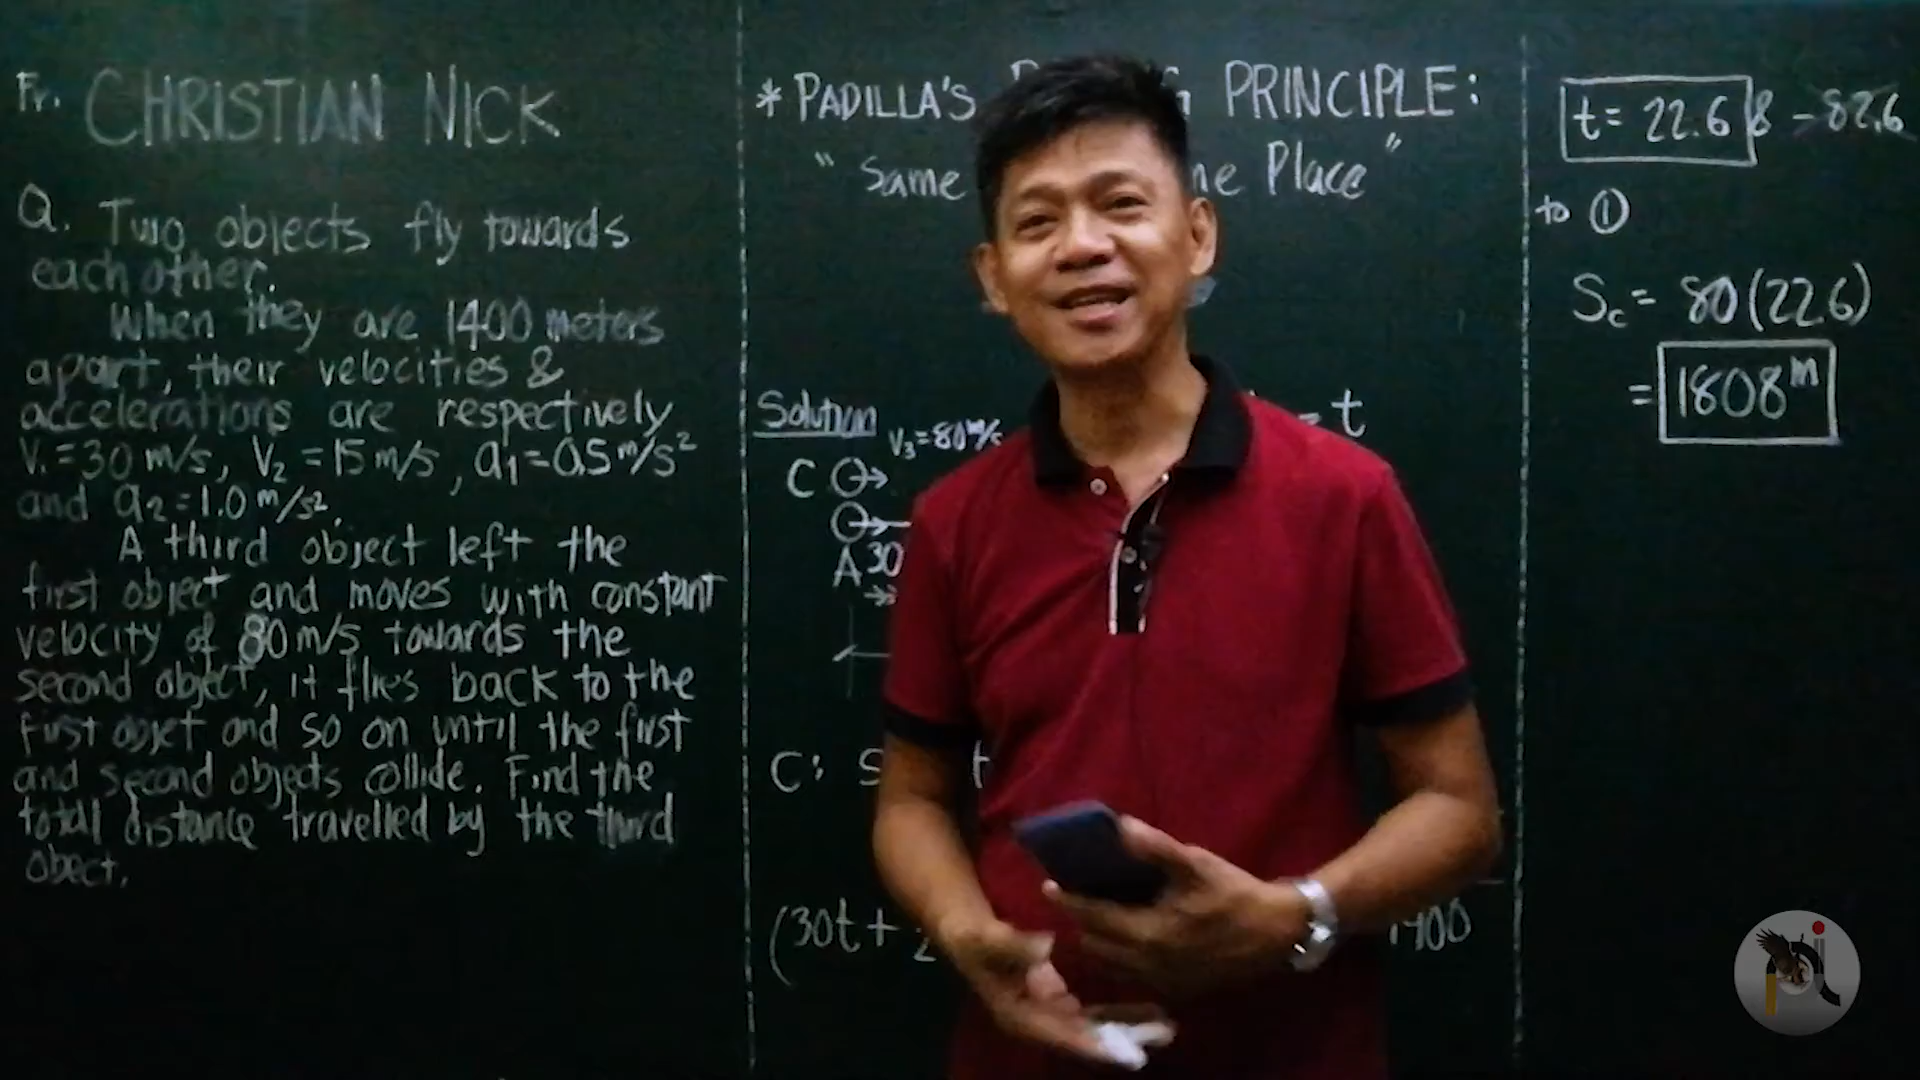 Fr. CHRISTIAN NICK
Q. Two objects fly towards
each other.
When they are 1400 meters
apart, their velocities &
accelerations are respectively
V₁=30 m/s, V₂=15 m/s, a₁=0.5 m/s²
and a₂=1.0 m/s².
A third object left the
first object and moves with constant
velocity of 80 m/s towards the
second object, it flies back to the
first objet and so on until the first
and second objects collide. Find the
total distance travelled by the third
obect.
* PADILLA'S PRINCIPLE:
" Same Place "
Solution = t
V₃=80 m/s
C
A 30
C: S
(30t + 1400
t = 22.6 8 -82.6
to ①
Sc = 80(22.6)
= 1808 m